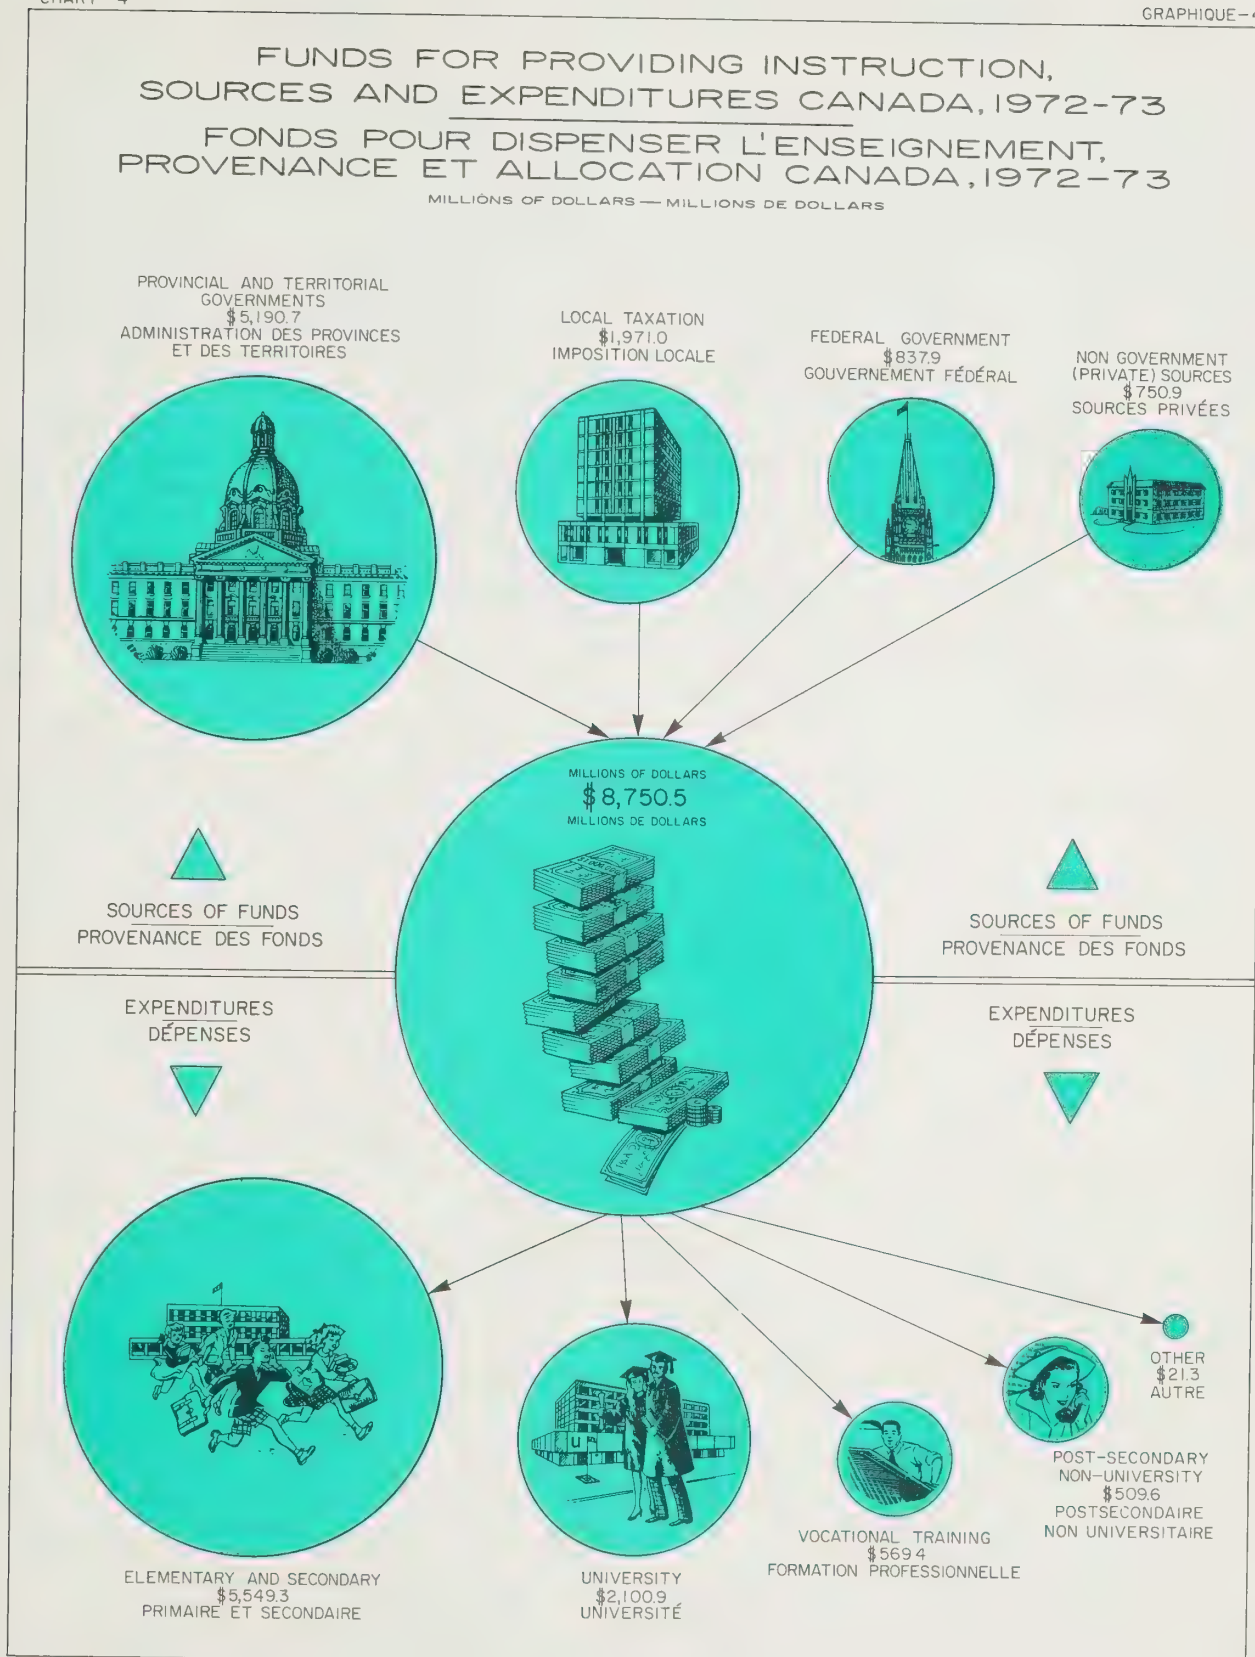 CHART-4
GRAPHIQUE-4
FUNDS FOR PROVIDING INSTRUCTION,
SOURCES AND EXPENDITURES CANADA, 1972-73
FONDS POUR DISPENSER L'ENSEIGNEMENT,
PROVENANCE ET ALLOCATION CANADA, 1972-73
MILLIONS OF DOLLARS — MILLIONS DE DOLLARS
PROVINCIAL AND TERRITORIAL
GOVERNMENTS
$5,190.7
ADMINISTRATION DES PROVINCES
ET DES TERRITOIRES
LOCAL TAXATION
$1,971.0
IMPOSITION LOCALE
FEDERAL GOVERNMENT
$837.9
GOUVERNEMENT FÉDÉRAL
NON GOVERNMENT
(PRIVATE) SOURCES
$750.9
SOURCES PRIVÉES
MILLIONS OF DOLLARS
$8,750.5
MILLIONS DE DOLLARS
SOURCES OF FUNDS
PROVENANCE DES FONDS
SOURCES OF FUNDS
PROVENANCE DES FONDS
EXPENDITURES
DÉPENSES
EXPENDITURES
DÉPENSES
ELEMENTARY AND SECONDARY
$5,549.3
PRIMAIRE ET SECONDAIRE
UNIVERSITY
$2,100.9
UNIVERSITÉ
VOCATIONAL TRAINING
$569 4
FORMATION PROFESSIONNELLE
POST-SECONDARY
NON-UNIVERSITY
$509.6
POSTSECONDAIRE
NON UNIVERSITAIRE
OTHER
$21.3
AUTRE